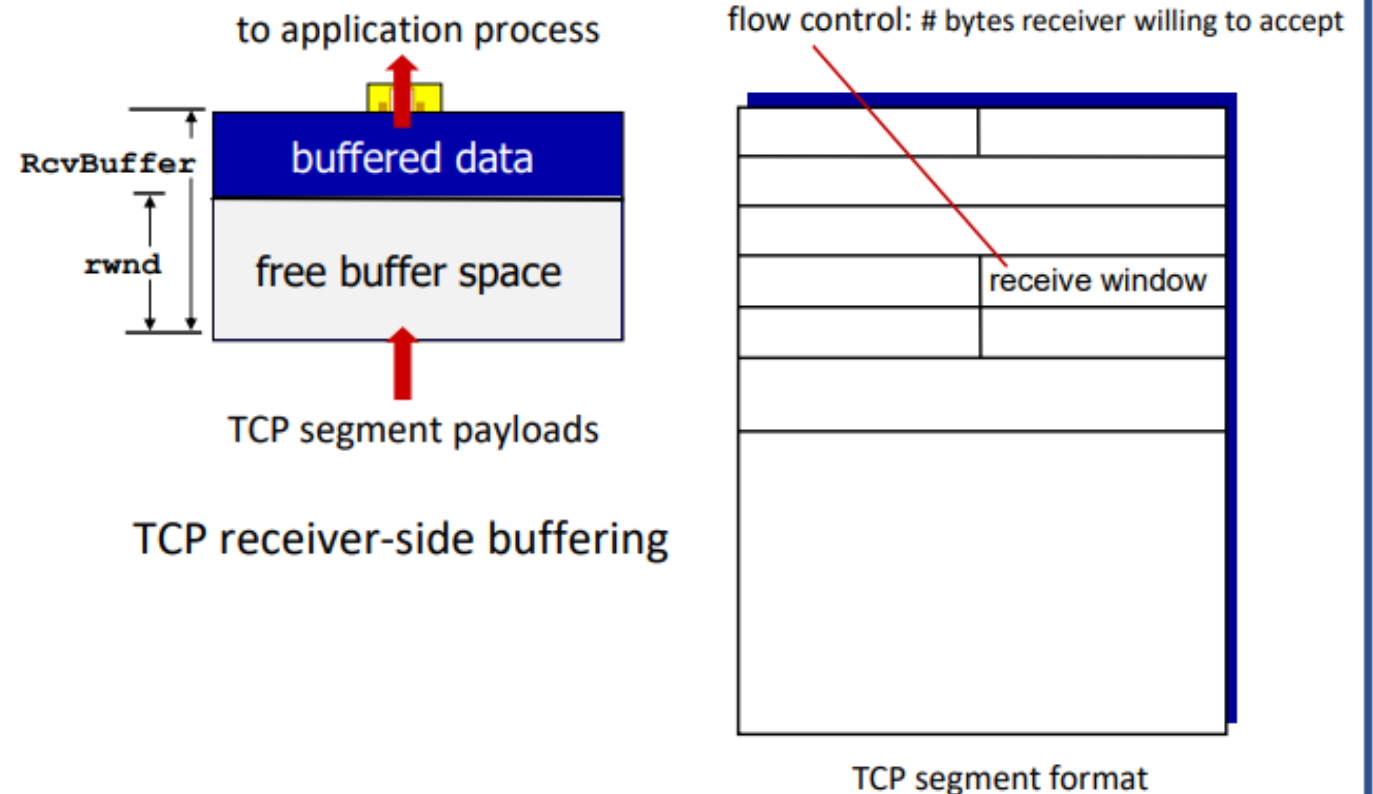 to application process
RcvBuffer
buffered data
rwnd
free buffer space
TCP segment payloads
TCP receiver-side buffering
flow control: # bytes receiver willing to accept
receive window
TCP segment format